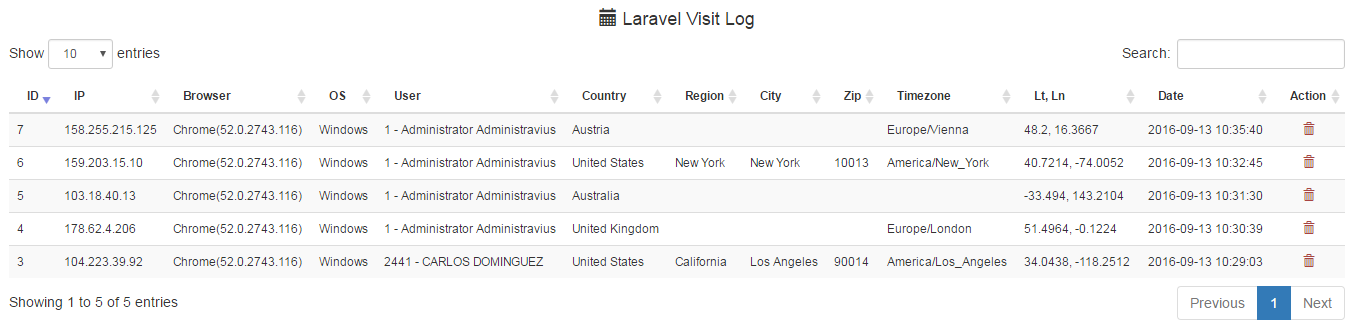 Laravel Visit Log
Show 10 entries Search:
ID IP Browser OS User Country Region City Zip Timezone Lt, Ln Date Action
7 158.255.215.125 Chrome(52.0.2743.116) Windows 1 - Administrator Administravius Austria Europe/Vienna 48.2, 16.3667 2016-09-13 10:35:40
6 159.203.15.10 Chrome(52.0.2743.116) Windows 1 - Administrator Administravius United States New York New York 10013 America/New_York 40.7214, -74.0052 2016-09-13 10:32:45
5 103.18.40.13 Chrome(52.0.2743.116) Windows 1 - Administrator Administravius Australia -33.494, 143.2104 2016-09-13 10:31:30
4 178.62.4.206 Chrome(52.0.2743.116) Windows 1 - Administrator Administravius United Kingdom Europe/London 51.4964, -0.1224 2016-09-13 10:30:39
3 104.223.39.92 Chrome(52.0.2743.116) Windows 2441 - CARLOS DOMINGUEZ United States California Los Angeles 90014 America/Los_Angeles 34.0438, -118.2512 2016-09-13 10:29:03
Showing 1 to 5 of 5 entries Previous 1 Next